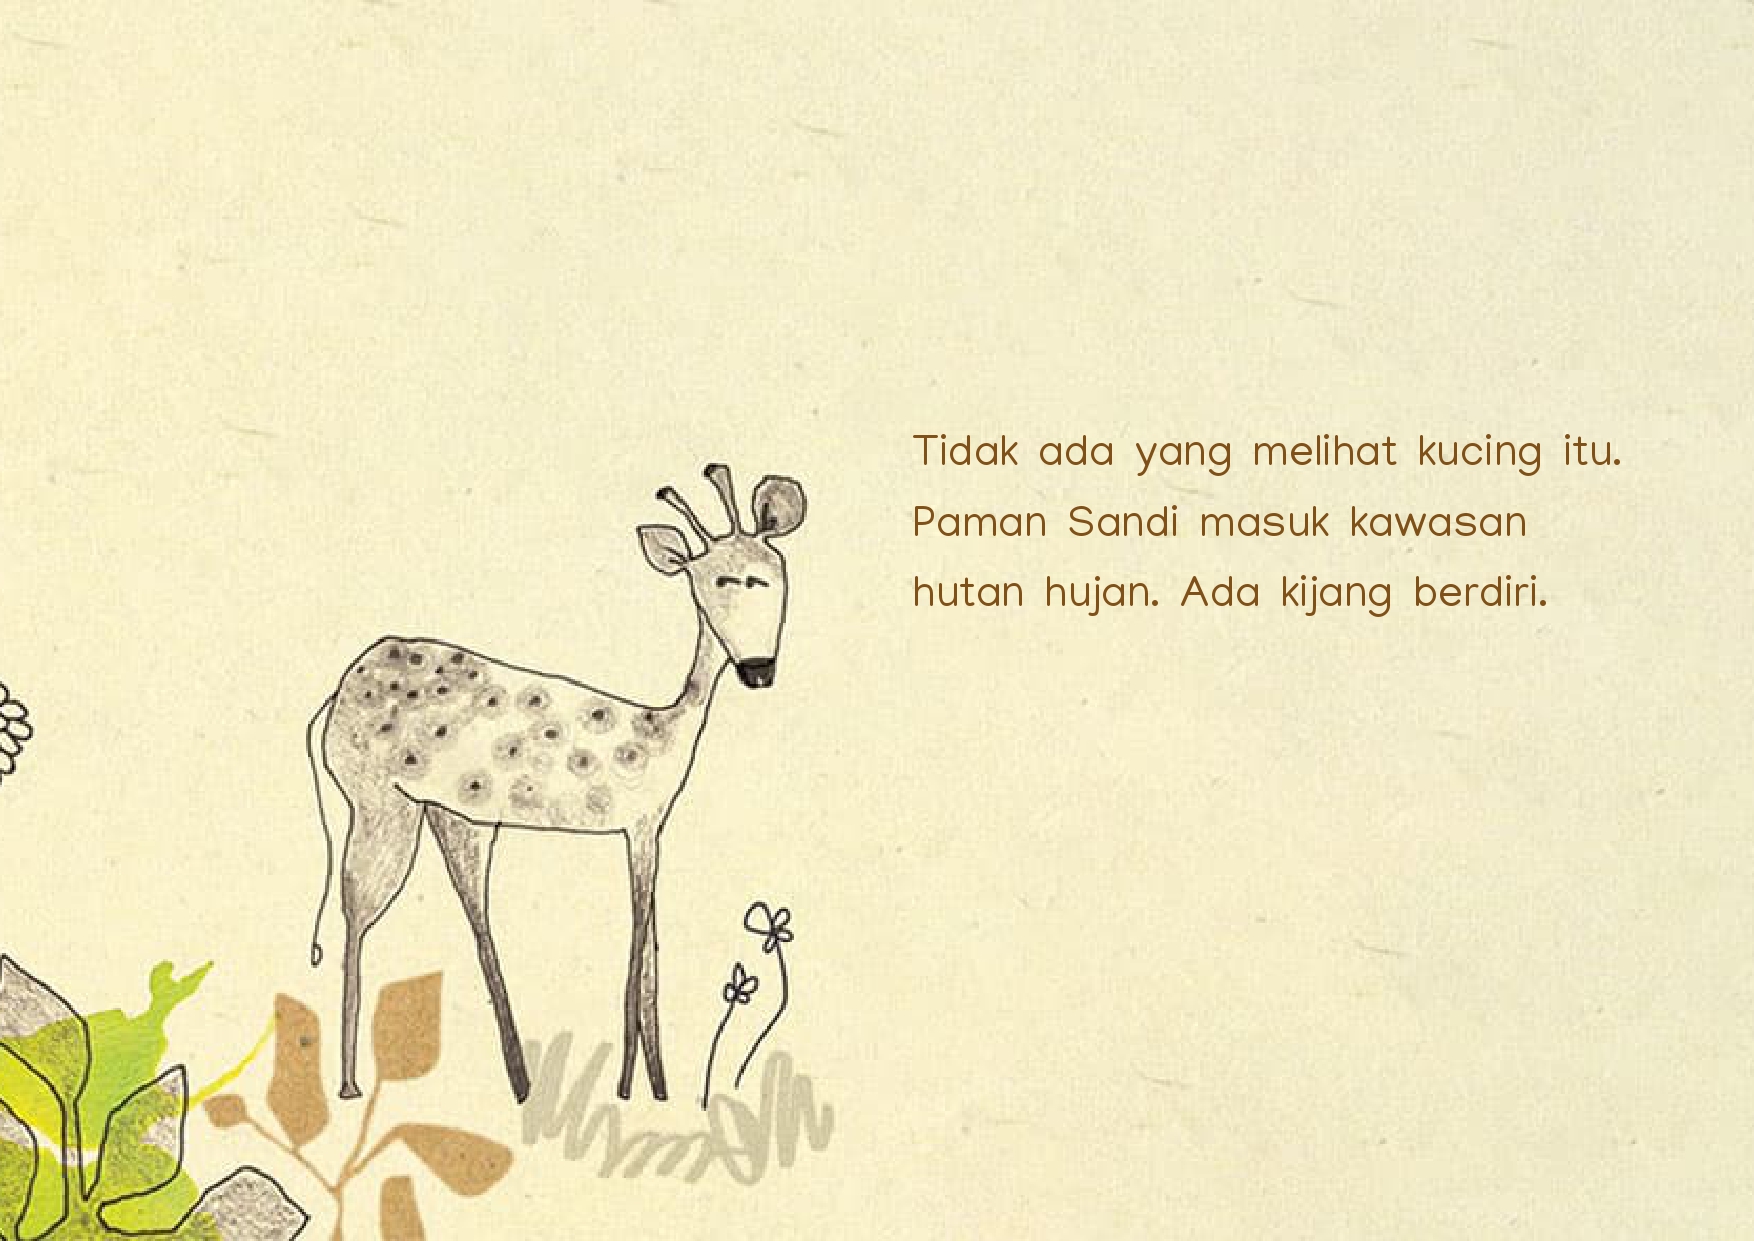 Tidak ada yang melihat kucing itu.
Paman Sandi masuk kawasan
hutan hujan. Ada kijang berdiri.